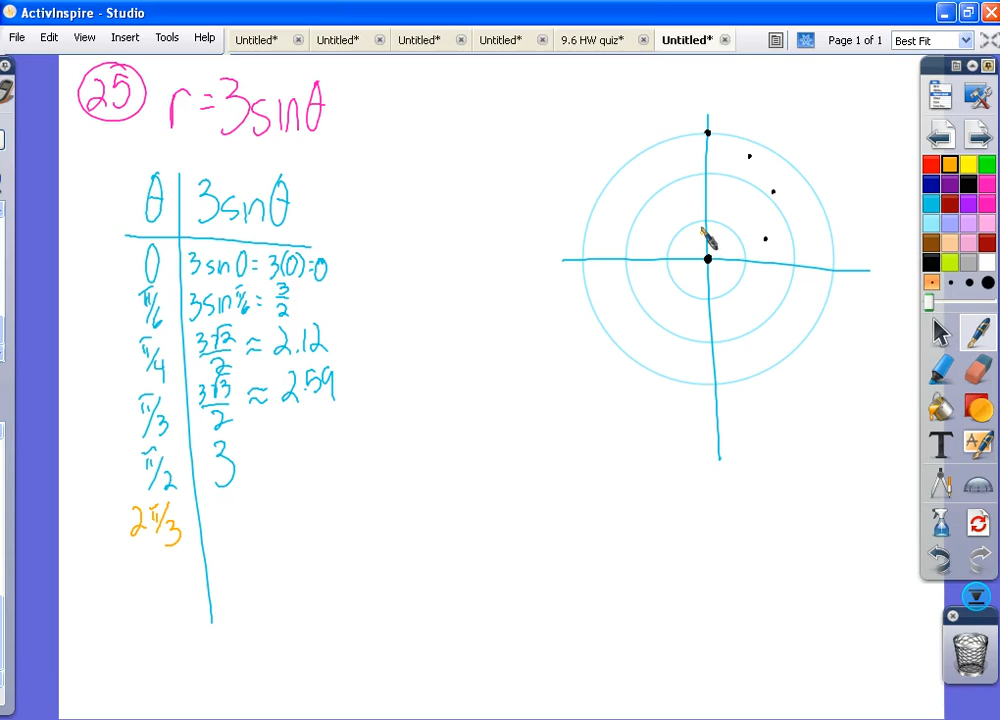 ActivInspire - Studio
File Edit View Insert Tools Help
Untitled* Untitled* Untitled* Untitled* 9.6 HW quiz* Untitled*
Page 1 of 1 Best Fit
25 r=3sinθ
θ 3sinθ
0 3sin0=3(0)=0
π/6 3sinπ/6=3/2
π/4 3√2/2≈2.12
π/3 3√3/2≈2.59
π/2 3
2π/3
T